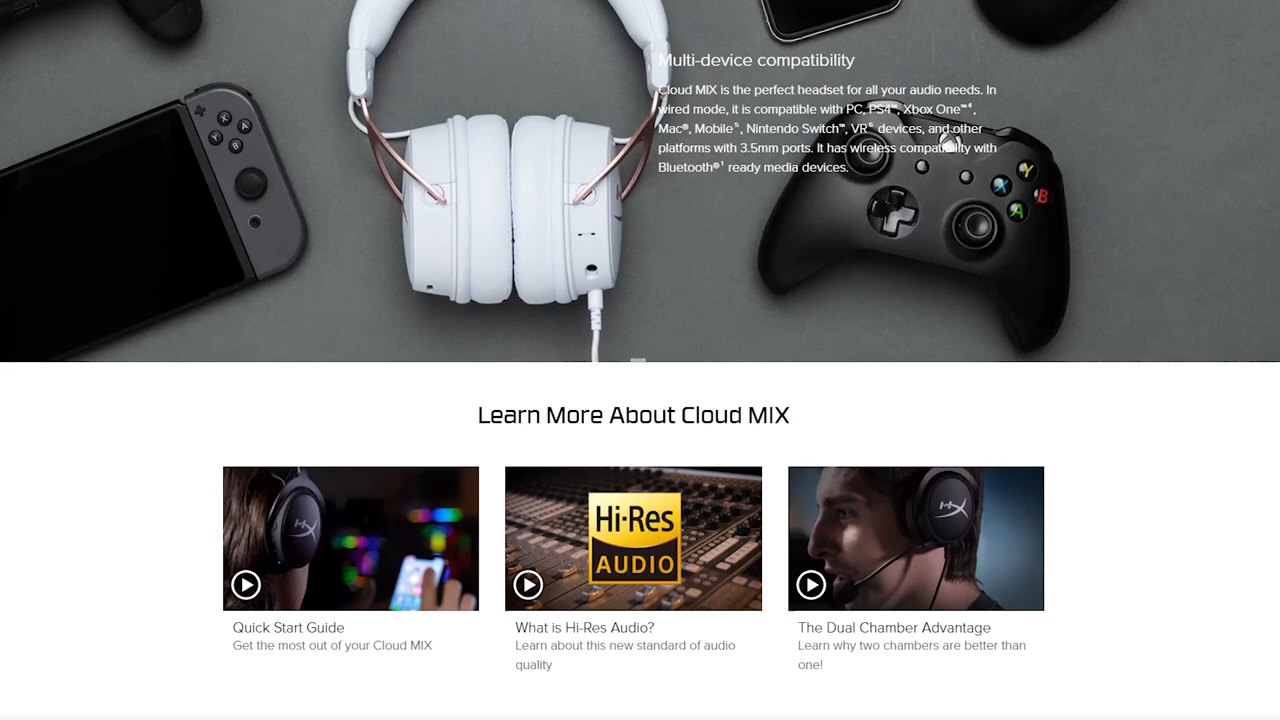 Multi-device compatibility
Cloud MIX is the perfect headset for all your audio needs. In
wired mode, it is compatible with PC, PS4™, Xbox One™⁴,
Mac®, Mobile⁵, Nintendo Switch™, VR⁶ devices, and other
platforms with 3.5mm ports. It has wireless compatibility with
Bluetooth®¹ ready media devices.
X
Y
A
B
Y
X
B
A
Learn More About Cloud MIX
Hi-Res
AUDIO
Quick Start Guide
Get the most out of your Cloud MIX
What is Hi-Res Audio?
Learn about this new standard of audio
quality
The Dual Chamber Advantage
Learn why two chambers are better than
one!